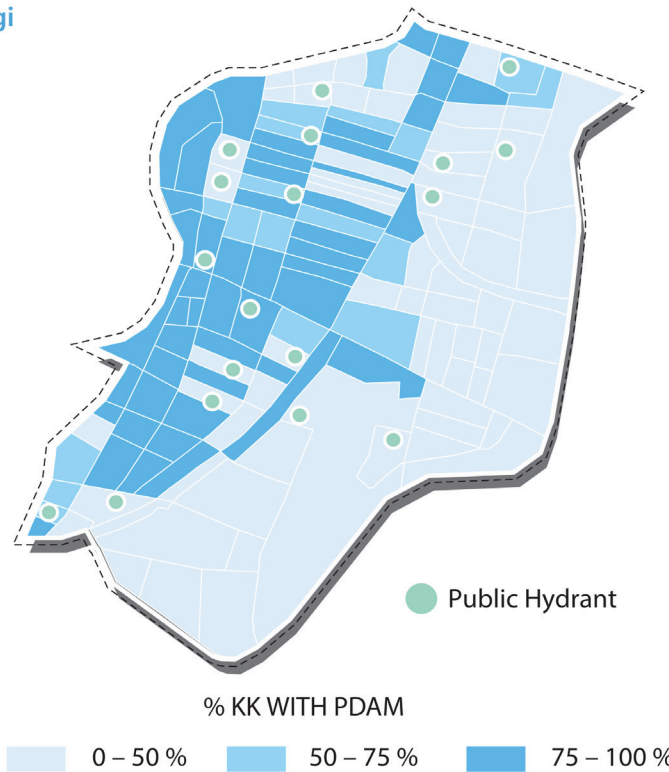 gi
Public Hydrant
% KK WITH PDAM
0 – 50 %
50 – 75 %
75 – 100 %